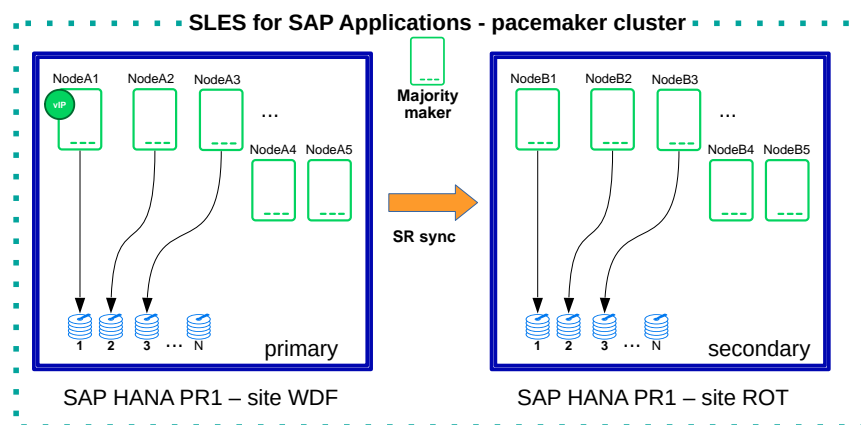 SLES for SAP Applications - pacemaker cluster
NodeA1
NodeA2
NodeA3
vIP
...
NodeA4
NodeA5
1
2
3
...
N
primary
SAP HANA PR1 – site WDF
Majority
maker
SR sync
NodeB1
NodeB2
NodeB3
...
NodeB4
NodeB5
1
2
3
...
N
secondary
SAP HANA PR1 – site ROT